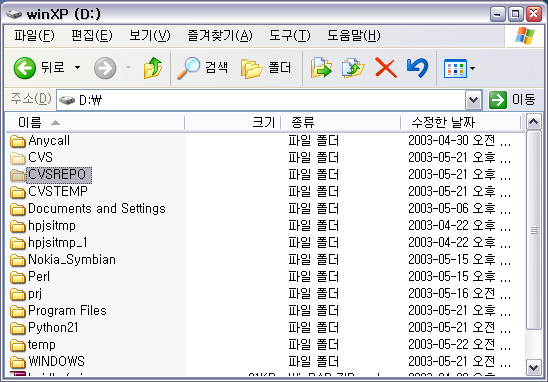 winXP (D:)
파일(F) 편집(E) 보기(V) 즐겨찾기(A) 도구(T) 도움말(H)
뒤로 검색 폴더
주소(D) D:₩ 이동
이름 크기 종류 수정한 날짜
Anycall 파일 폴더 2003-04-30 오전 ...
CVS 파일 폴더 2003-05-21 오후 ...
CVSREPO 파일 폴더 2003-05-21 오후 ...
CVSTEMP 파일 폴더 2003-05-21 오후 ...
Documents and Settings 파일 폴더 2003-05-06 오후 ...
hpjsitmp 파일 폴더 2003-04-22 오후 ...
hpjsitmp_1 파일 폴더 2003-04-22 오후 ...
Nokia_Symbian 파일 폴더 2003-05-15 오후 ...
Perl 파일 폴더 2003-05-15 오후 ...
prj 파일 폴더 2003-05-16 오전 ...
Program Files 파일 폴더 2003-05-21 오후 ...
Python21 파일 폴더 2003-05-21 오후 ...
temp 파일 폴더 2003-05-22 오전 ...
WINDOWS 파일 폴더 2003-05-21 오후 ...